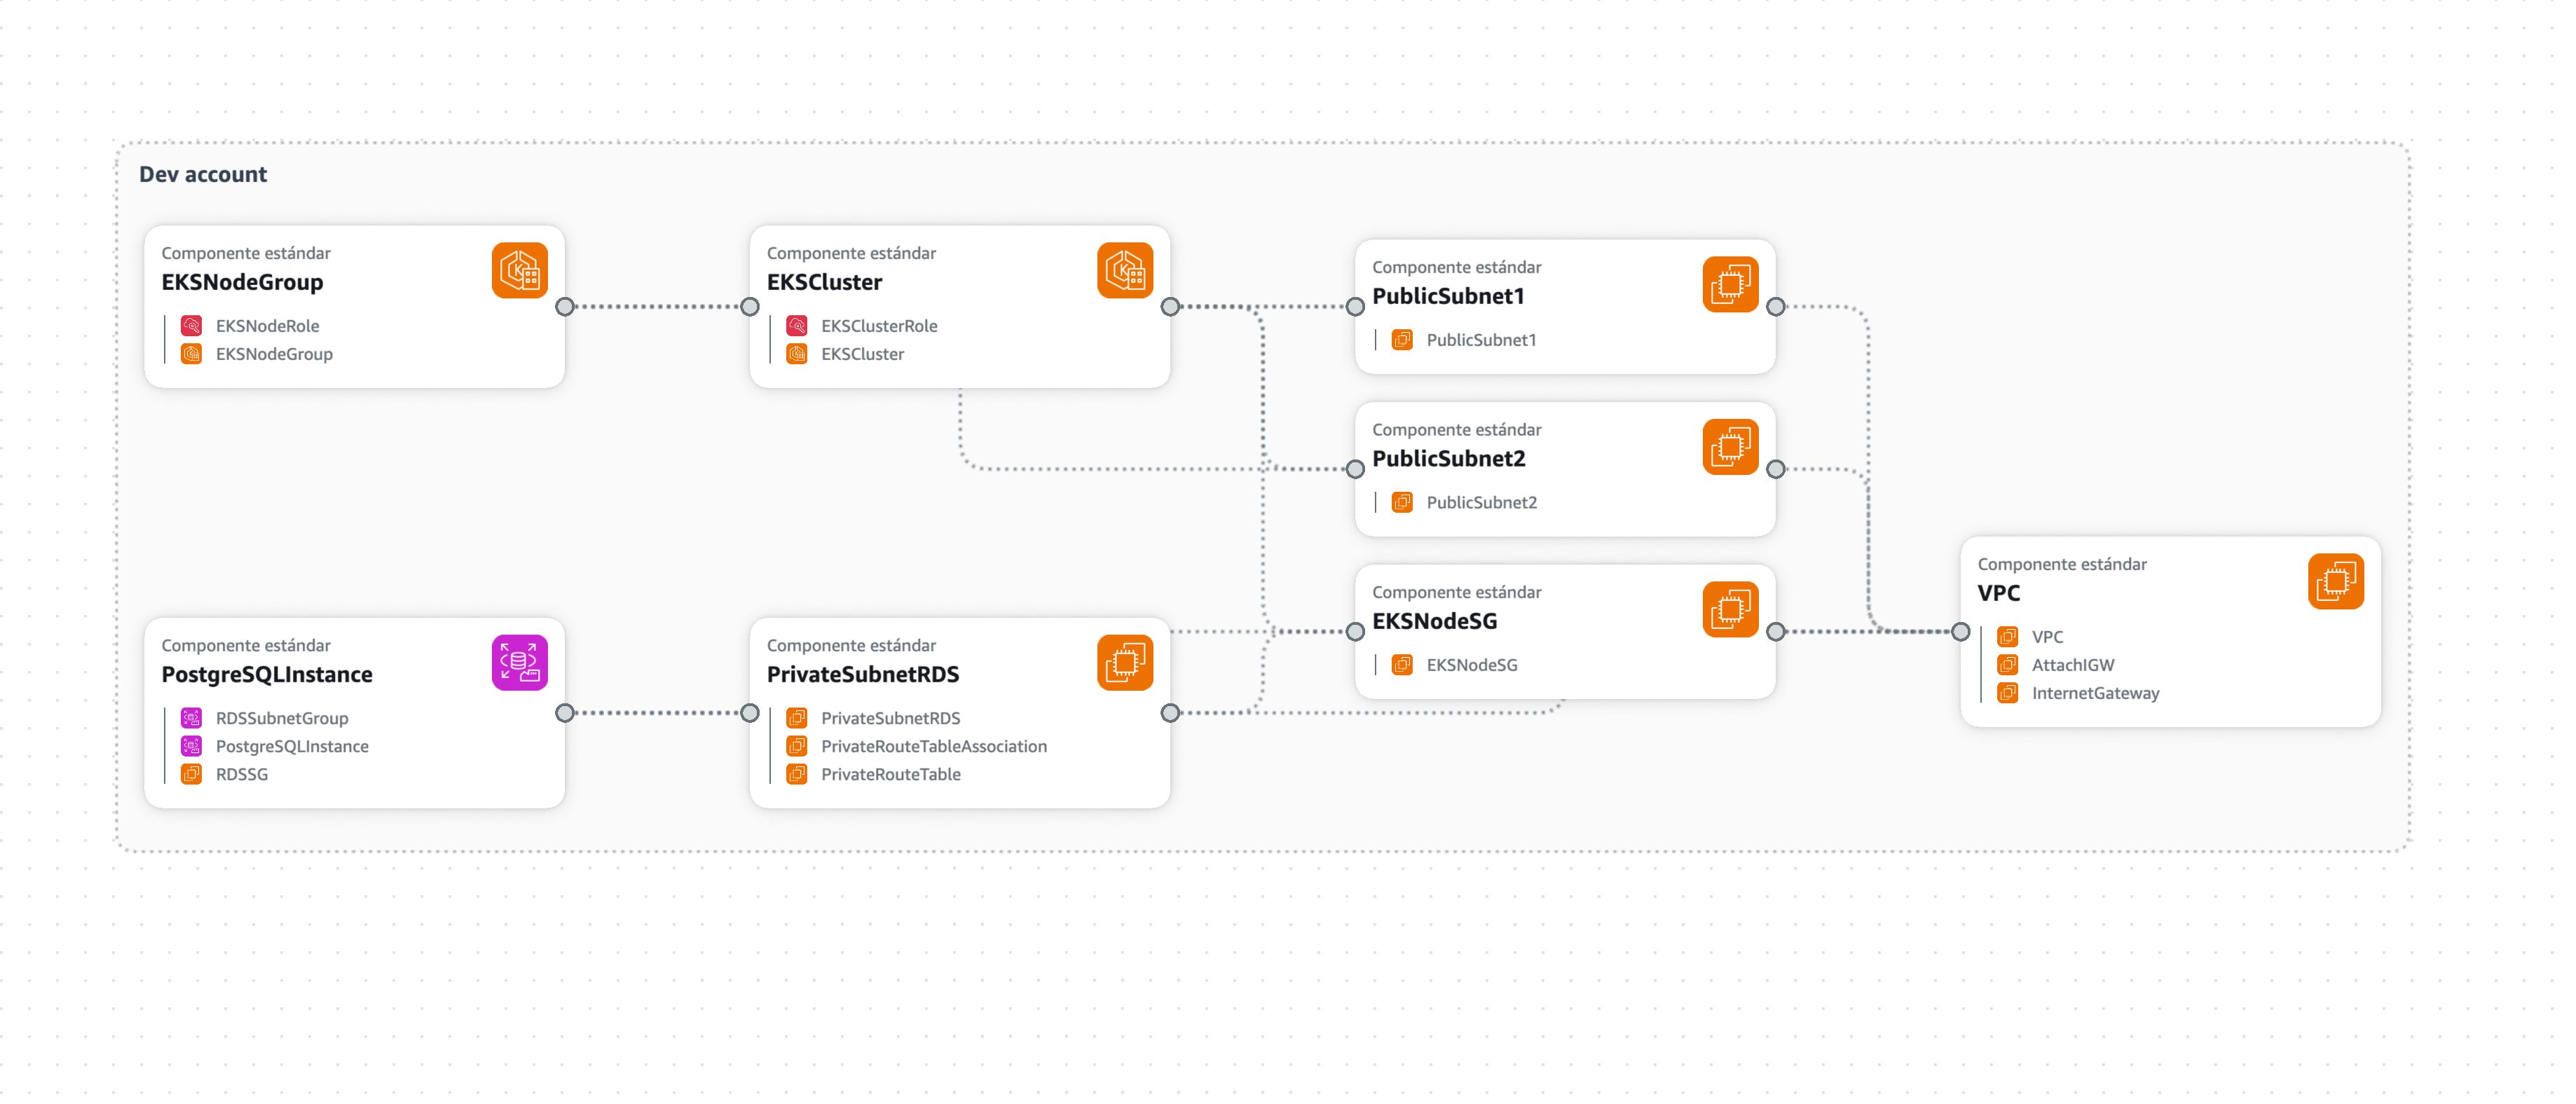 Dev account
Componente estándar
EKSNodeGroup
EKSNodeRole
EKSNodeGroup
Componente estándar
EKSCluster
EKSClusterRole
EKSCluster
Componente estándar
PublicSubnet1
PublicSubnet1
Componente estándar
PublicSubnet2
PublicSubnet2
Componente estándar
EKSNodeSG
EKSNodeSG
Componente estándar
VPC
VPC
AttachIGW
InternetGateway
Componente estándar
PostgreSQLInstance
RDSSubnetGroup
PostgreSQLInstance
RDSSG
Componente estándar
PrivateSubnetRDS
PrivateSubnetRDS
PrivateRouteTableAssociation
PrivateRouteTable